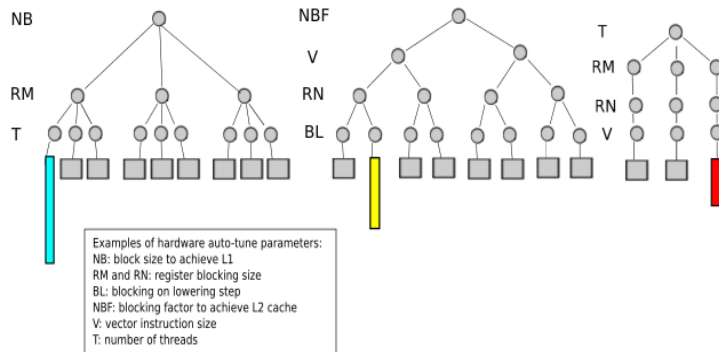 NB
RM
T
NBF
V
RN
BL
T
RM
RN
V
Examples of hardware auto-tune parameters:
NB: block size to achieve L1
RM and RN: register blocking size
BL: blocking on lowering step
NBF: blocking factor to achieve L2 cache
V: vector instruction size
T: number of threads